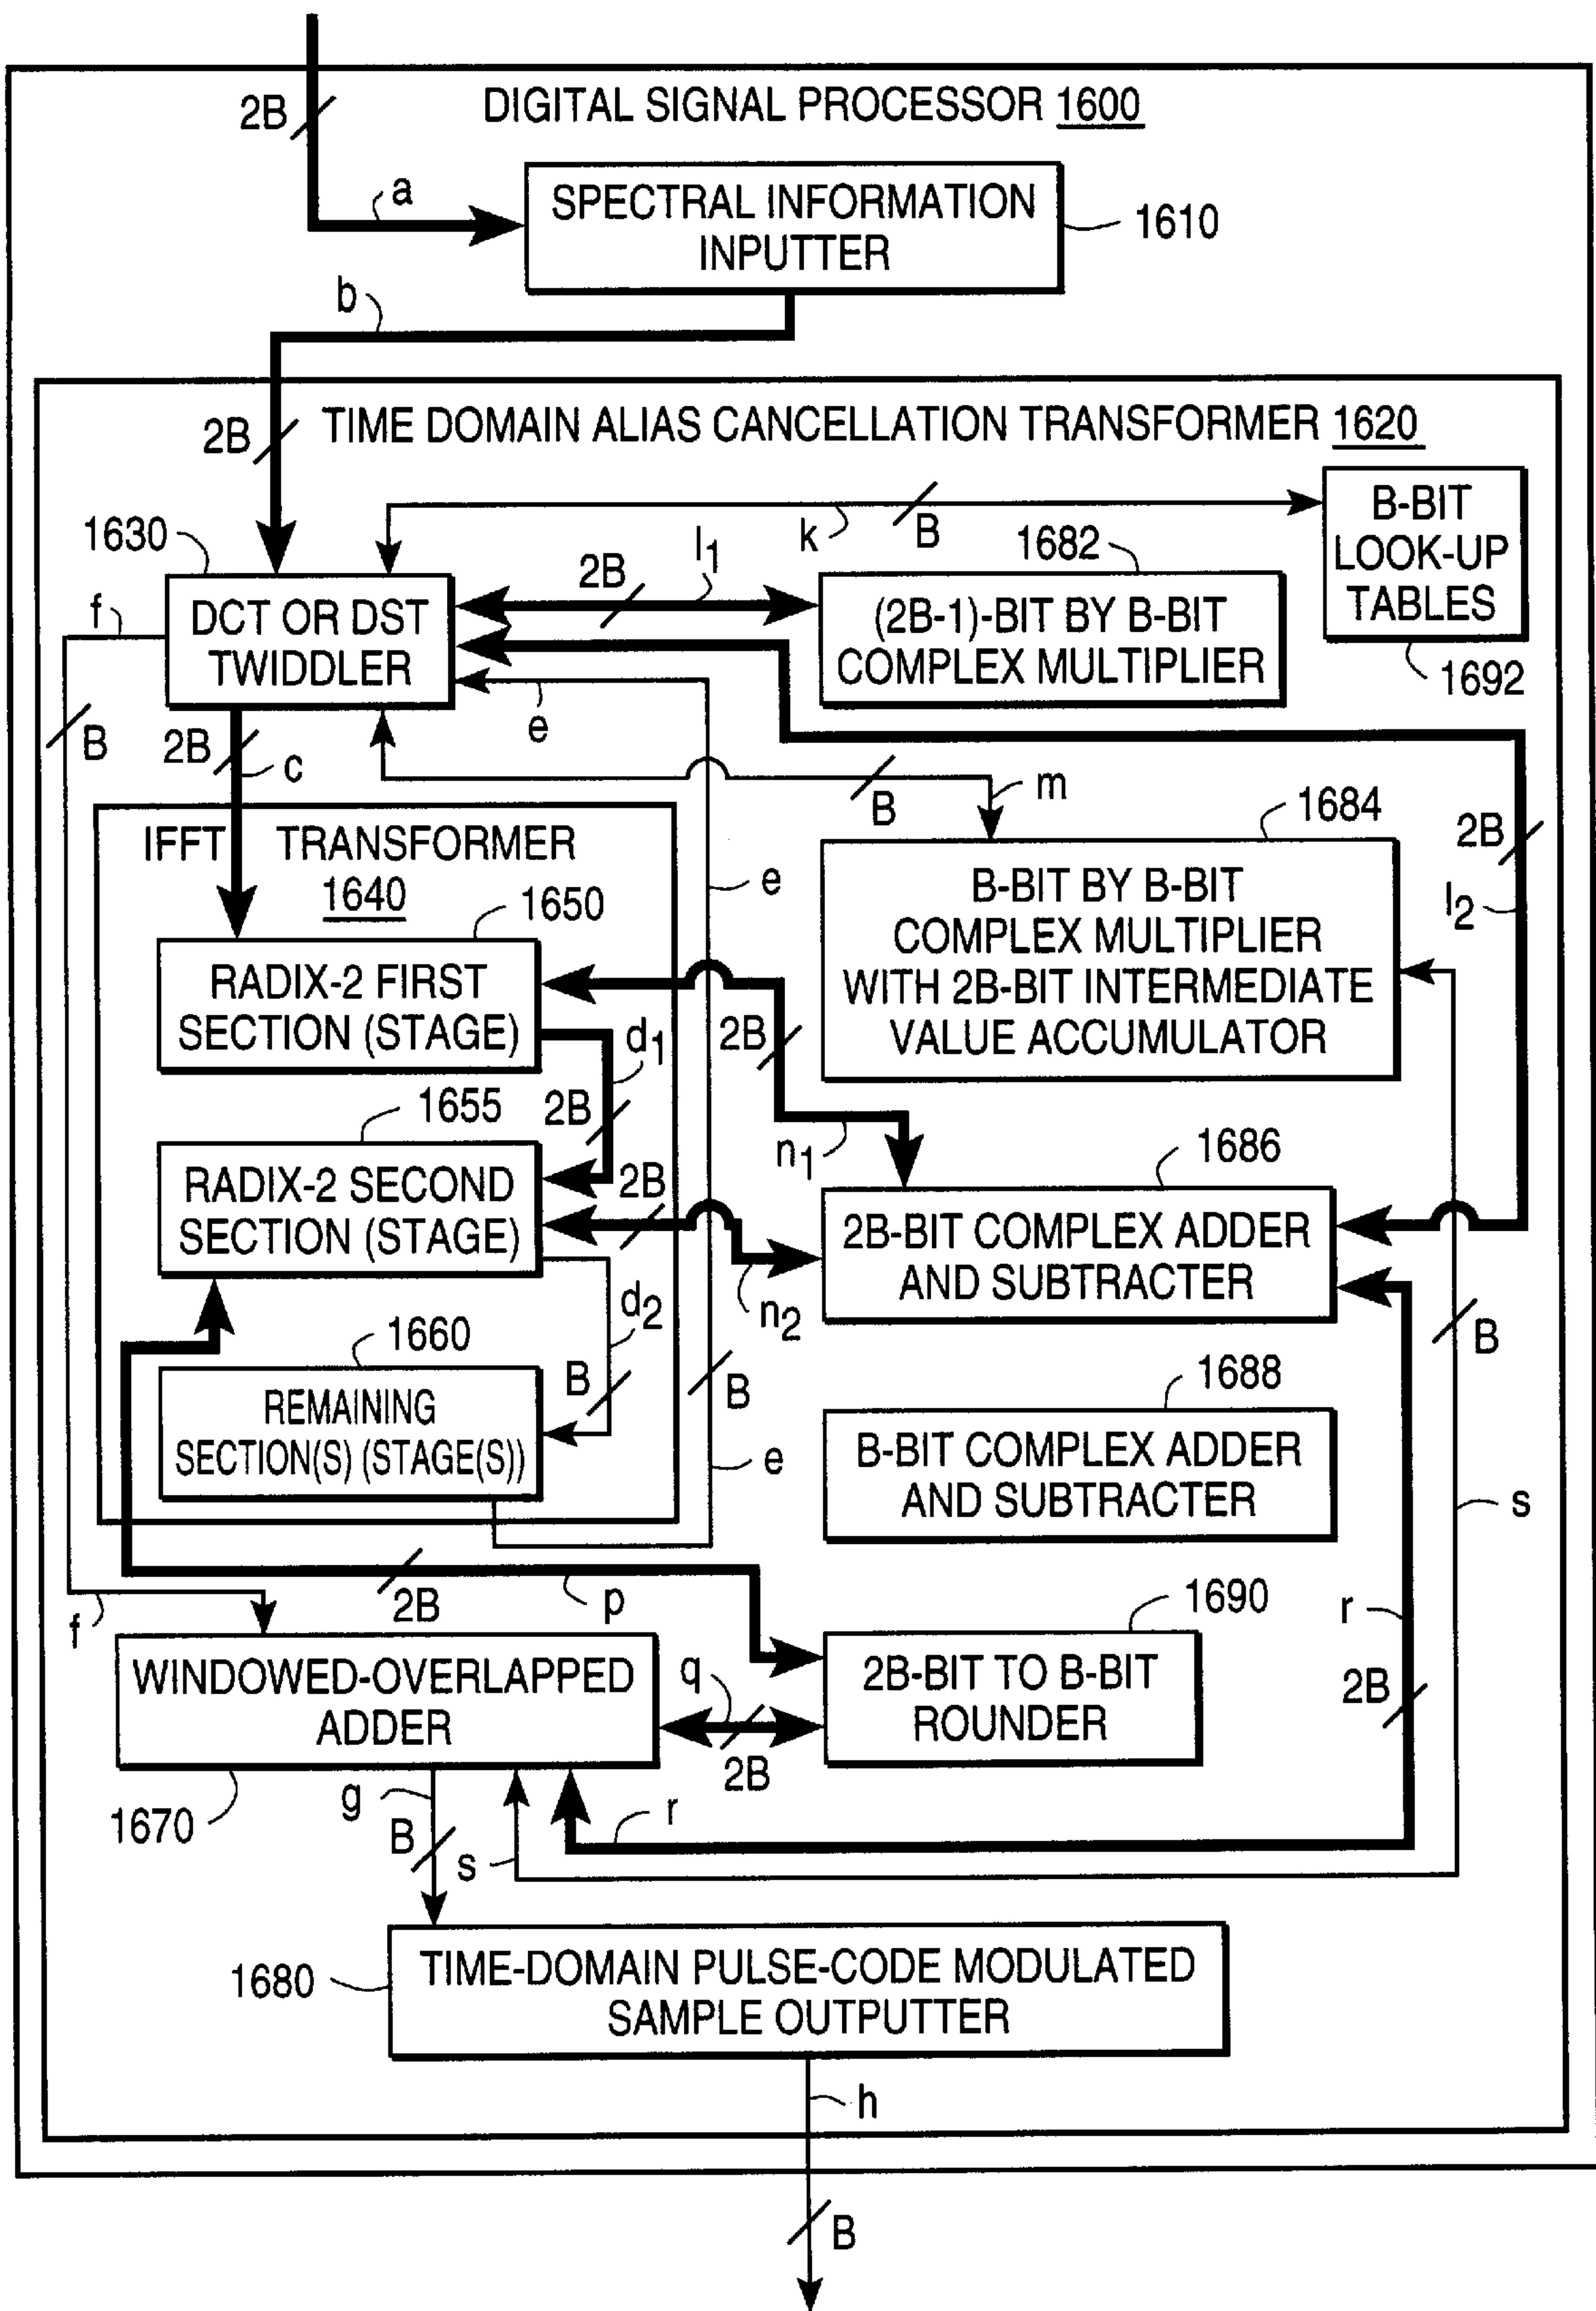 2B
DIGITAL SIGNAL PROCESSOR 1600
a
SPECTRAL INFORMATION
INPUTTER
1610
b
2B
TIME DOMAIN ALIAS CANCELLATION TRANSFORMER 1620
B-BIT
LOOK-UP
TABLES
1692
k
B
1630
DCT OR DST
TWIDDLER
2B
l1
1682
(2B-1)-BIT BY B-BIT
COMPLEX MULTIPLIER
f
B
e
2B
c
B
m
2B
l2
IFFT TRANSFORMER
1640
1650
RADIX-2 FIRST
SECTION (STAGE)
e
1684
B-BIT BY B-BIT
COMPLEX MULTIPLIER
WITH 2B-BIT INTERMEDIATE
VALUE ACCUMULATOR
2B
n1
d1
2B
1655
RADIX-2 SECOND
SECTION (STAGE)
2B
n2
1686
2B-BIT COMPLEX ADDER
AND SUBTRACTER
d2
B
1660
REMAINING
SECTION(S) (STAGE(S))
B
e
B
1688
B-BIT COMPLEX ADDER
AND SUBTRACTER
s
2B
p
f
1690
2B-BIT TO B-BIT
ROUNDER
r
2B
WINDOWED-OVERLAPPED
ADDER
q
2B
1670
g
B
s
r
1680
TIME-DOMAIN PULSE-CODE MODULATED
SAMPLE OUTPUTTER
h
B